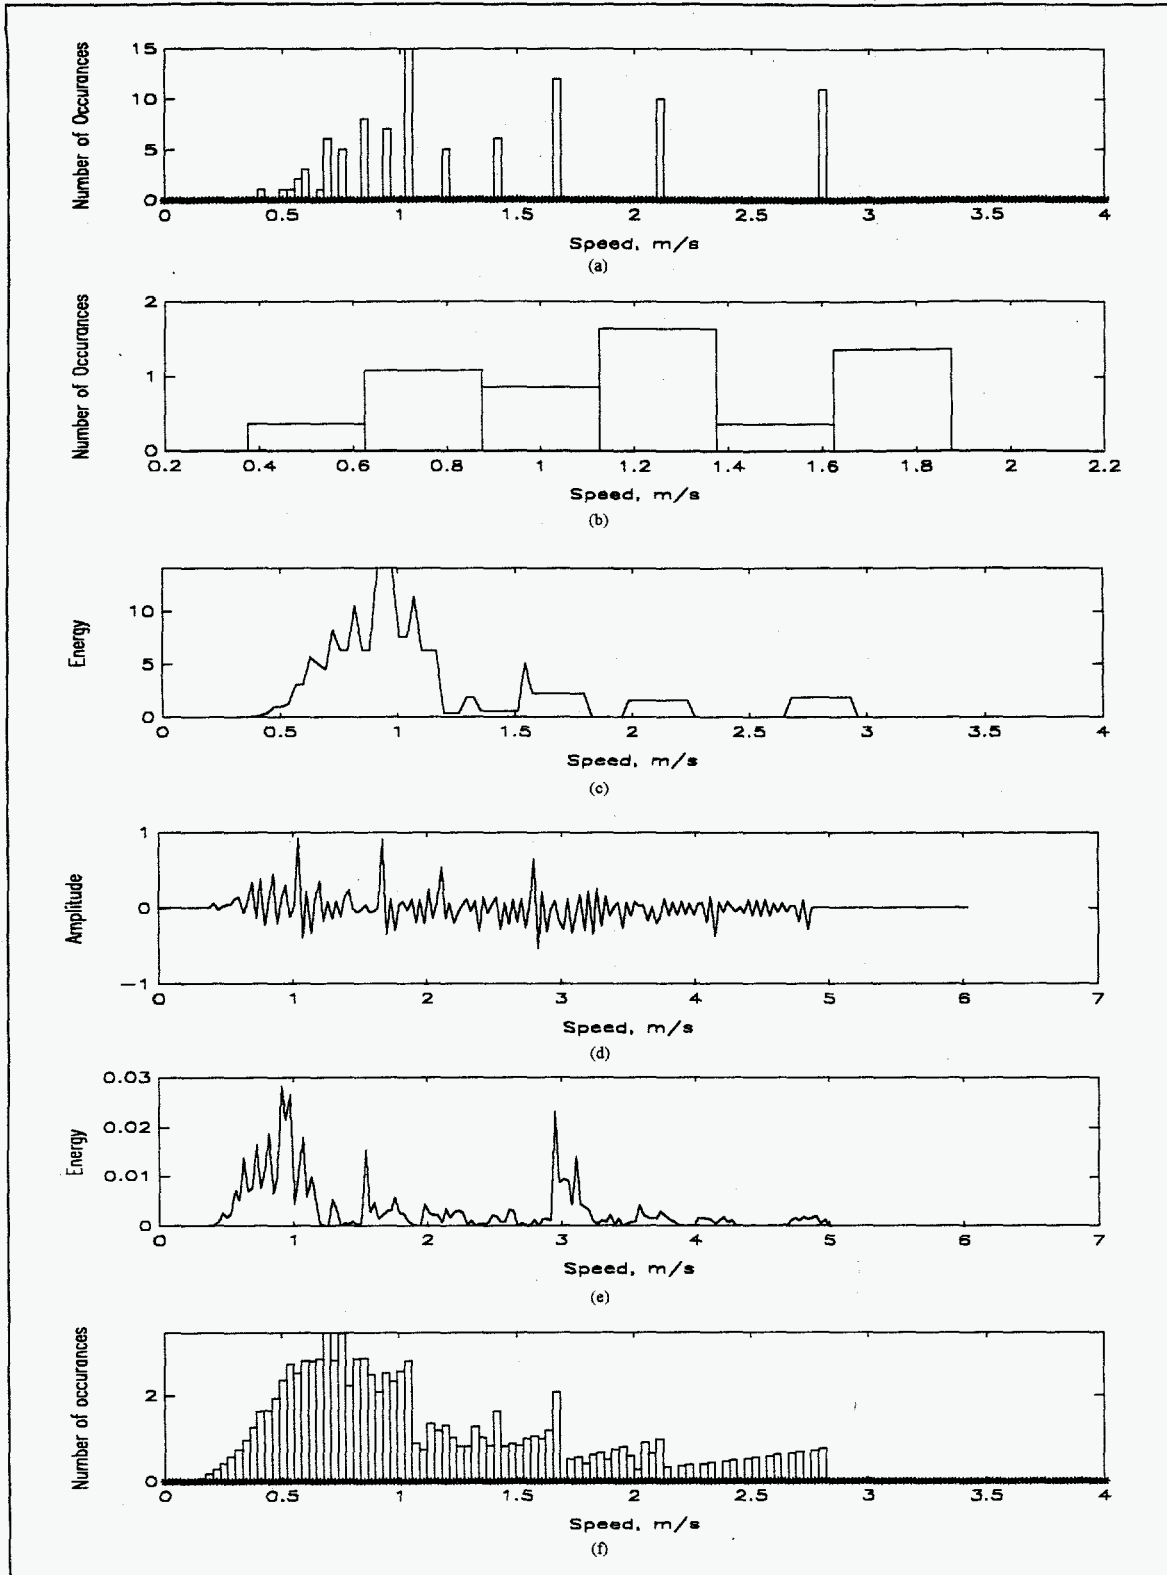 Number of Occurances
15
10
5
0
0 0.5 1 1.5 2 2.5 3 3.5 4
Speed, m/s
(a)
Number of Occurances
2
1
0
0.2 0.4 0.6 0.8 1 1.2 1.4 1.6 1.8 2 2.2
Speed, m/s
(b)
Energy
10
5
0
0 0.5 1 1.5 2 2.5 3 3.5 4
Speed, m/s
(c)
Amplitude
1
0
−1
0 1 2 3 4 5 6 7
Speed, m/s
(d)
Energy
0.03
0.02
0.01
0
0 1 2 3 4 5 6 7
Speed, m/s
(e)
Number of occurances
2
0
0 0.5 1 1.5 2 2.5 3 3.5 4
Speed, m/s
(f)